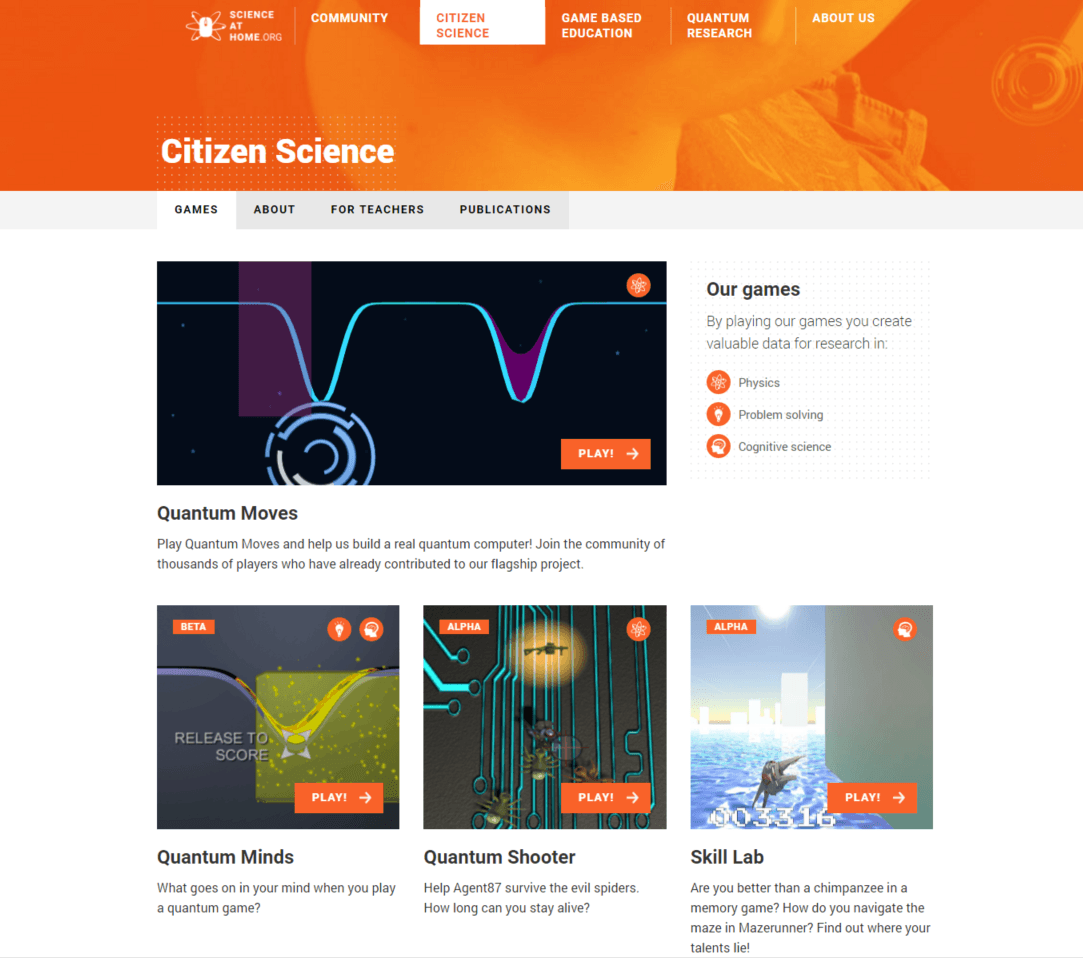 SCIENCE
AT
HOME.ORG
COMMUNITY
CITIZEN
SCIENCE
GAME BASED
EDUCATION
QUANTUM
RESEARCH
ABOUT US
Citizen Science
GAMES
ABOUT
FOR TEACHERS
PUBLICATIONS
PLAY!
Our games
By playing our games you create
valuable data for research in:
Physics
Problem solving
Cognitive science
Quantum Moves
Play Quantum Moves and help us build a real quantum computer! Join the community of
thousands of players who have already contributed to our flagship project.
BETA
RELEASE TO
SCORE
PLAY!
Quantum Minds
What goes on in your mind when you play
a quantum game?
ALPHA
PLAY!
Quantum Shooter
Help Agent87 survive the evil spiders.
How long can you stay alive?
ALPHA
PLAY!
003316
Skill Lab
Are you better than a chimpanzee in a
memory game? How do you navigate the
maze in Mazerunner? Find out where your
talents lie!